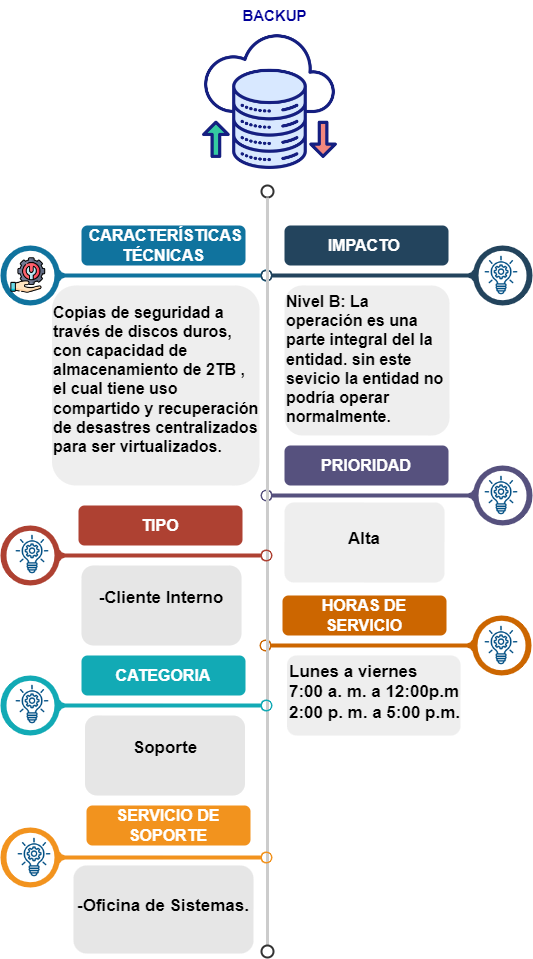 BACKUP
CARACTERÍSTICAS
TÉCNICAS
Copias de seguridad a
través de discos duros,
con capacidad de
almacenamiento de 2TB ,
el cual tiene uso
compartido y recuperación
de desastres centralizados
para ser virtualizados.
IMPACTO
Nivel B: La
operación es una
parte integral del la
entidad. sin este
sevicio la entidad no
podría operar
normalmente.
PRIORIDAD
Alta
TIPO
-Cliente Interno
HORAS DE
SERVICIO
Lunes a viernes
7:00 a. m. a 12:00p.m
2:00 p. m. a 5:00 p.m.
CATEGORIA
Soporte
SERVICIO DE
SOPORTE
-Oficina de Sistemas.